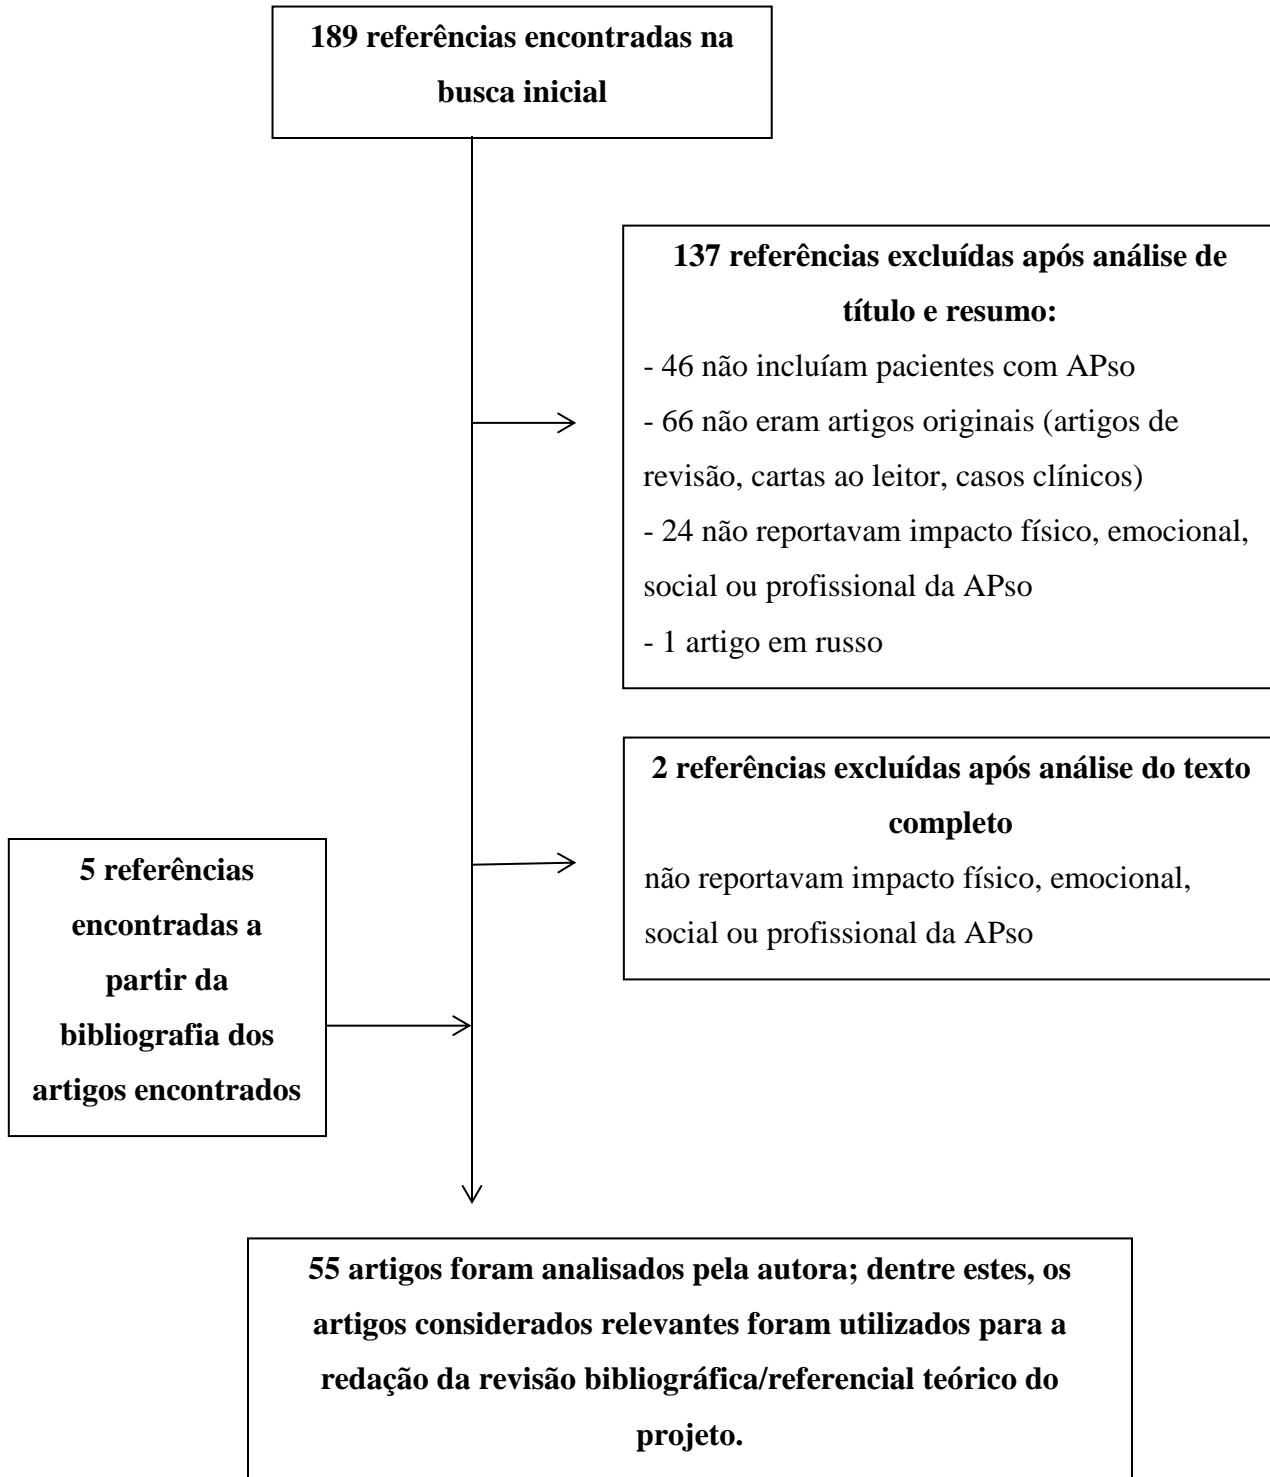 189 referências encontradas na
busca inicial
137 referências excluídas após análise de
título e resumo:
- 46 não incluíam pacientes com APso
- 66 não eram artigos originais (artigos de
revisão, cartas ao leitor, casos clínicos)
- 24 não reportavam impacto físico, emocional,
social ou profissional da APso
- 1 artigo em russo
2 referências excluídas após análise do texto
completo
não reportavam impacto físico, emocional,
social ou profissional da APso
5 referências
encontradas a
partir da
bibliografia dos
artigos encontrados
55 artigos foram analisados pela autora; dentre estes, os
artigos considerados relevantes foram utilizados para a
redação da revisão bibliográfica/referencial teórico do
projeto.